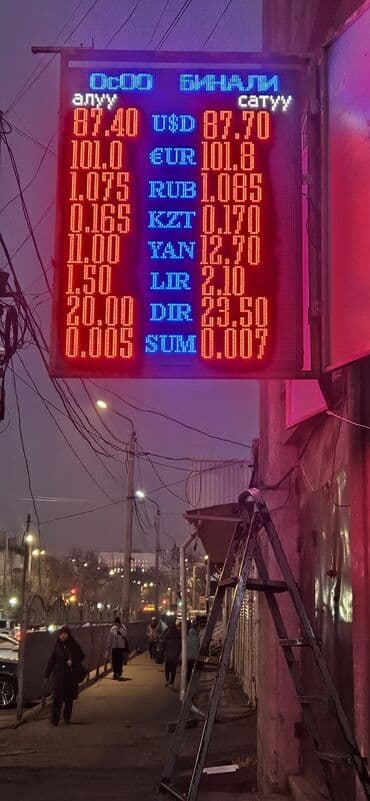 ОсОО БИНАЛИ
алуу сатуу
87.40 U$D 87.70
101.0 €UR 101.8
1.075 RUB 1.085
0.165 KZT 0.170
11.00 YAN 12.70
1.50 LIR 2.10
20.00 DIR 23.50
0.005 SUM 0.007